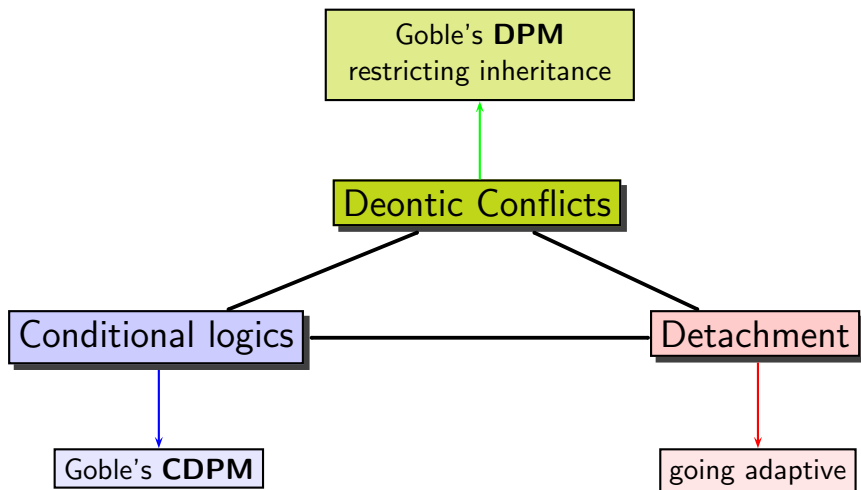 Goble's DPM
restricting inheritance
Deontic Conflicts
Conditional logics
Detachment
Goble's CDPM
going adaptive